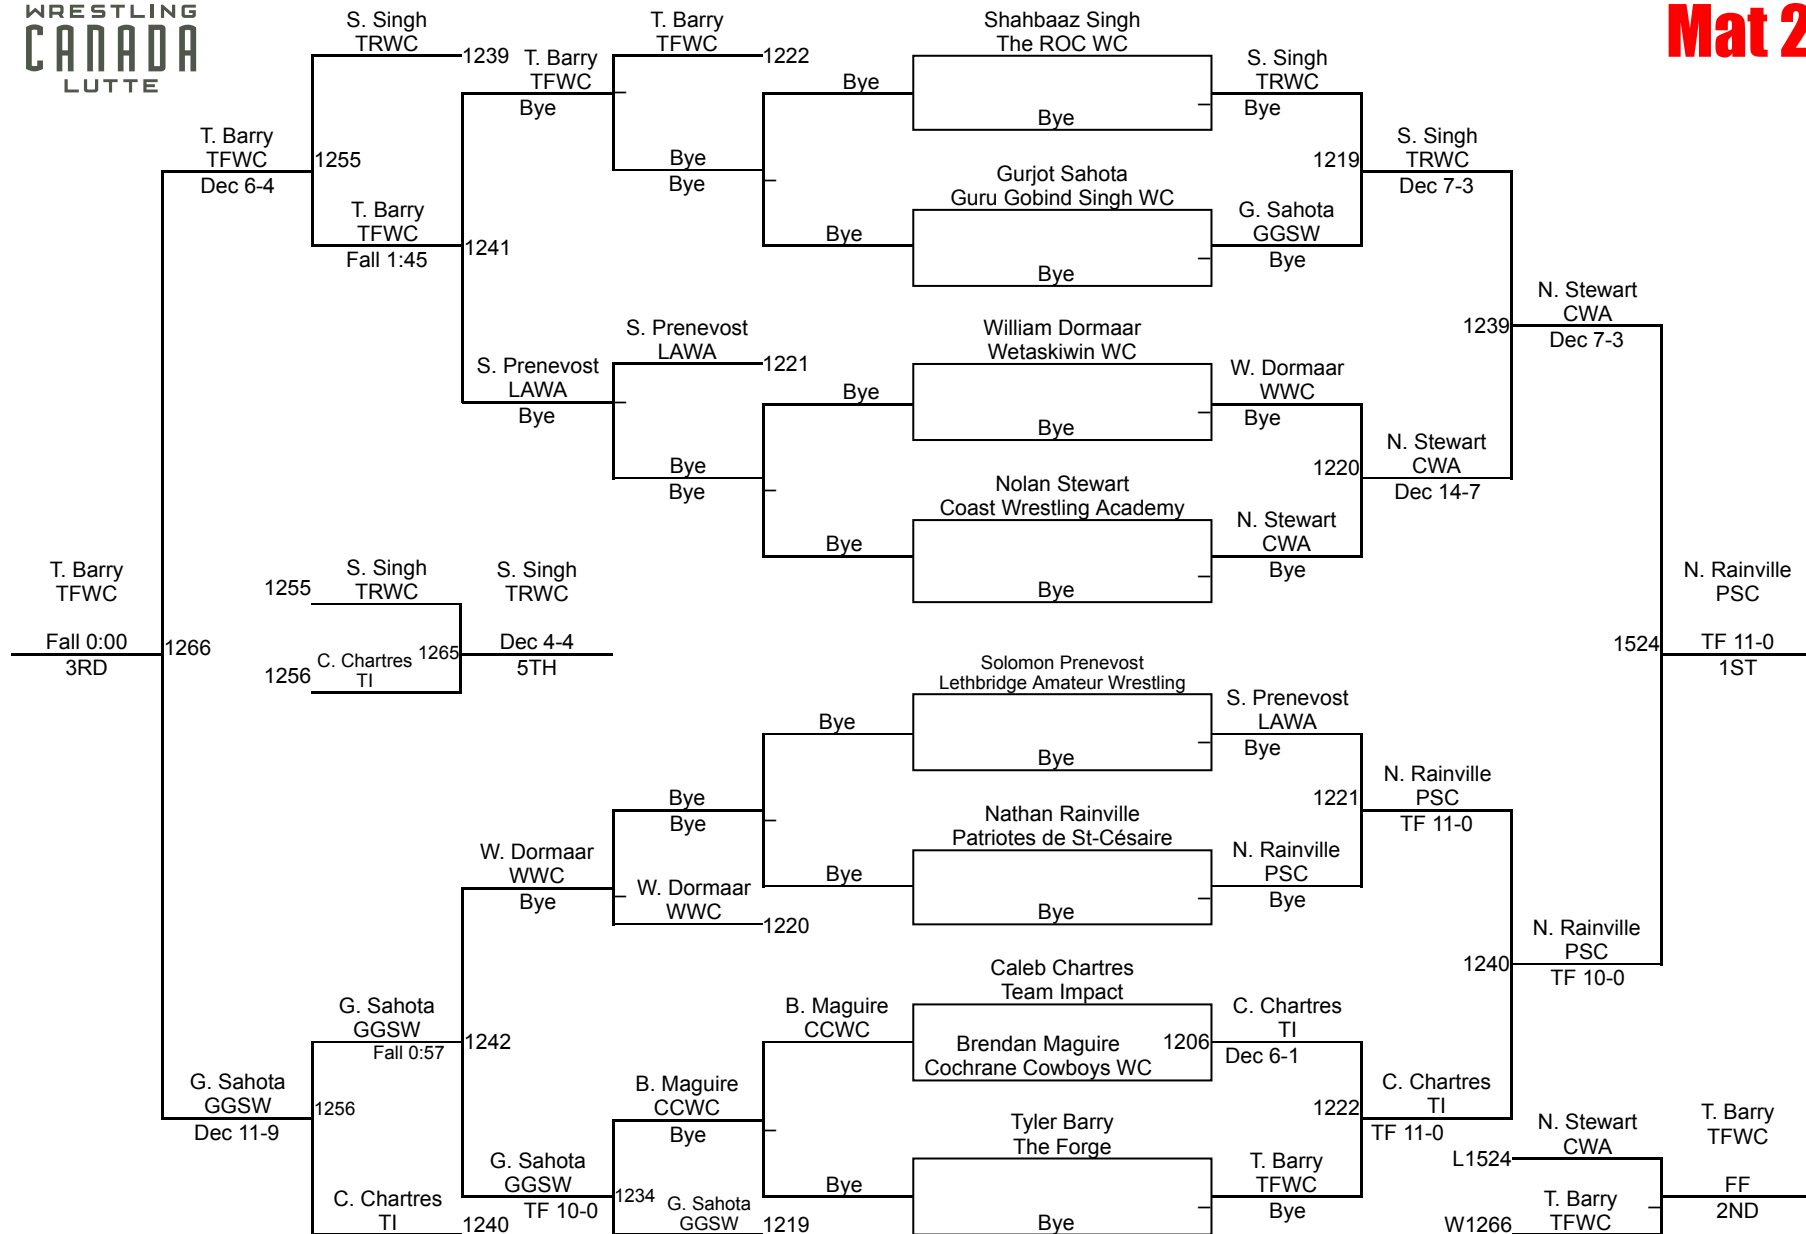 WRESTLING
CANADA
LUTTE
Mat 2
S. Singh
TRWC
1239
T. Barry
TFWC
Bye
T. Barry
TFWC
1222
Bye
Shahbaaz Singh
The ROC WC
Bye
S. Singh
TRWC
Bye
T. Barry
TFWC
Dec 6-4
1255
T. Barry
TFWC
Fall 1:45
1241
Bye
Bye
Bye
Gurjot Sahota
Guru Gobind Singh WC
Bye
G. Sahota
GGSW
Bye
1219
S. Singh
TRWC
Dec 7-3
S. Prenevost
LAWA
Bye
S. Prenevost
LAWA
1221
Bye
William Dormaar
Wetaskiwin WC
Bye
W. Dormaar
WWC
Bye
1239
N. Stewart
CWA
Dec 7-3
Bye
Bye
Bye
Nolan Stewart
Coast Wrestling Academy
Bye
N. Stewart
CWA
Bye
1220
N. Stewart
CWA
Dec 14-7
T. Barry
TFWC
Fall 0:00
3RD
1266
1255
S. Singh
TRWC
1256
C. Chartres
TI
1265
S. Singh
TRWC
Dec 4-4
5TH
N. Rainville
PSC
1524
TF 11-0
1ST
Bye
Solomon Prenevost
Lethbridge Amateur Wrestling
Bye
S. Prenevost
LAWA
Bye
Bye
Bye
W. Dormaar
WWC
Bye
W. Dormaar
WWC
1220
Bye
Nathan Rainville
Patriotes de St-Césaire
Bye
N. Rainville
PSC
Bye
1221
N. Rainville
PSC
TF 11-0
1240
N. Rainville
PSC
TF 10-0
G. Sahota
GGSW
Fall 0:57
1242
B. Maguire
CCWC
Caleb Chartres
Team Impact
Brendan Maguire
Cochrane Cowboys WC
1206
C. Chartres
TI
Dec 6-1
G. Sahota
GGSW
Dec 11-9
1256
B. Maguire
CCWC
Bye
Tyler Barry
The Forge
Bye
Bye
T. Barry
TFWC
Bye
1222
C. Chartres
TI
TF 11-0
C. Chartres
TI
1240
G. Sahota
GGSW
TF 10-0
1234
G. Sahota
GGSW
1219
L1524
N. Stewart
CWA
W1266
T. Barry
TFWC
T. Barry
TFWC
FF
2ND